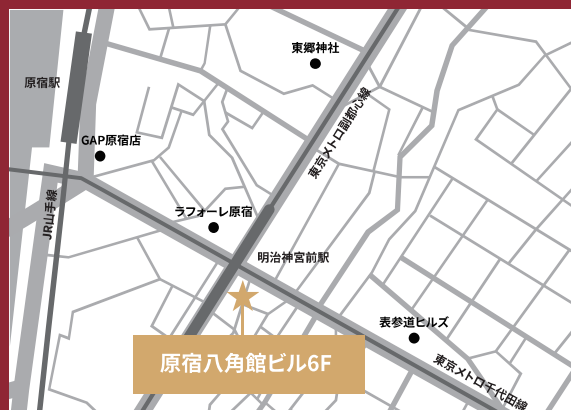 東郷神社
原宿駅
東京メトロ副都心線
GAP原宿店
JR山手線
ラフォーレ原宿
明治神宮前駅
表参道ヒルズ
原宿八角館ビル6F
東京メトロ千代田線